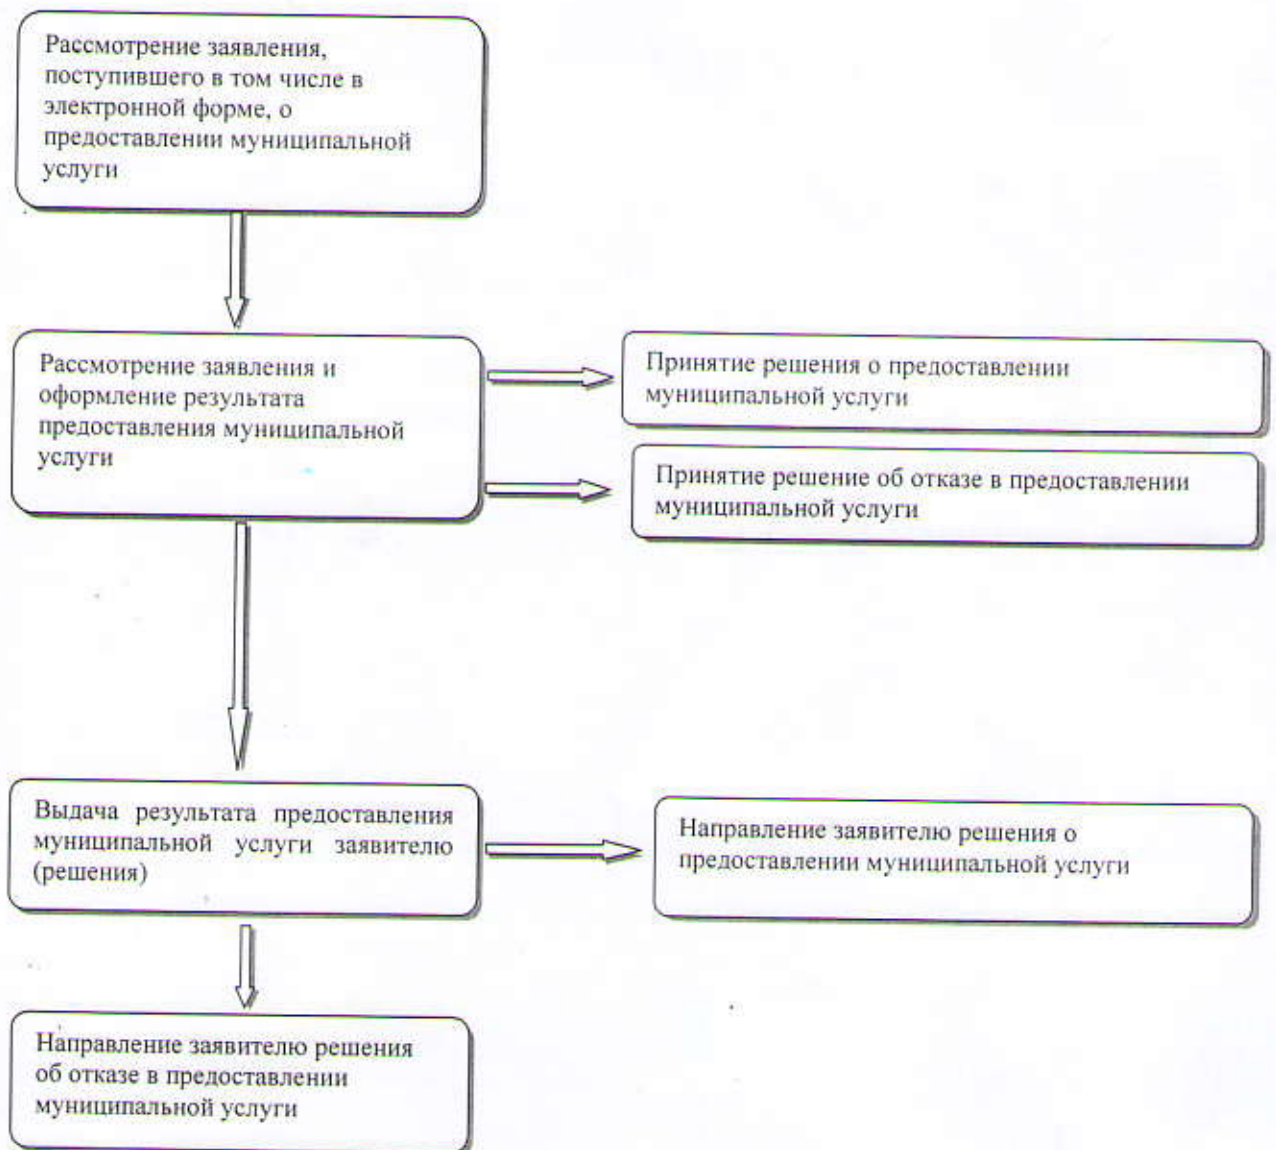 Рассмотрение заявления,
поступившего в том числе в
электронной форме, о
предоставлении муниципальной
услуги
Рассмотрение заявления и
оформление результата
предоставления муниципальной
услуги
Принятие решения о предоставлении
муниципальной услуги
Принятие решение об отказе в предоставлении
муниципальной услуги
Выдача результата предоставления
муниципальной услуги заявителю
(решения)
Направление заявителю решения о
предоставлении муниципальной услуги
Направление заявителю решения
об отказе в предоставлении
муниципальной услуги